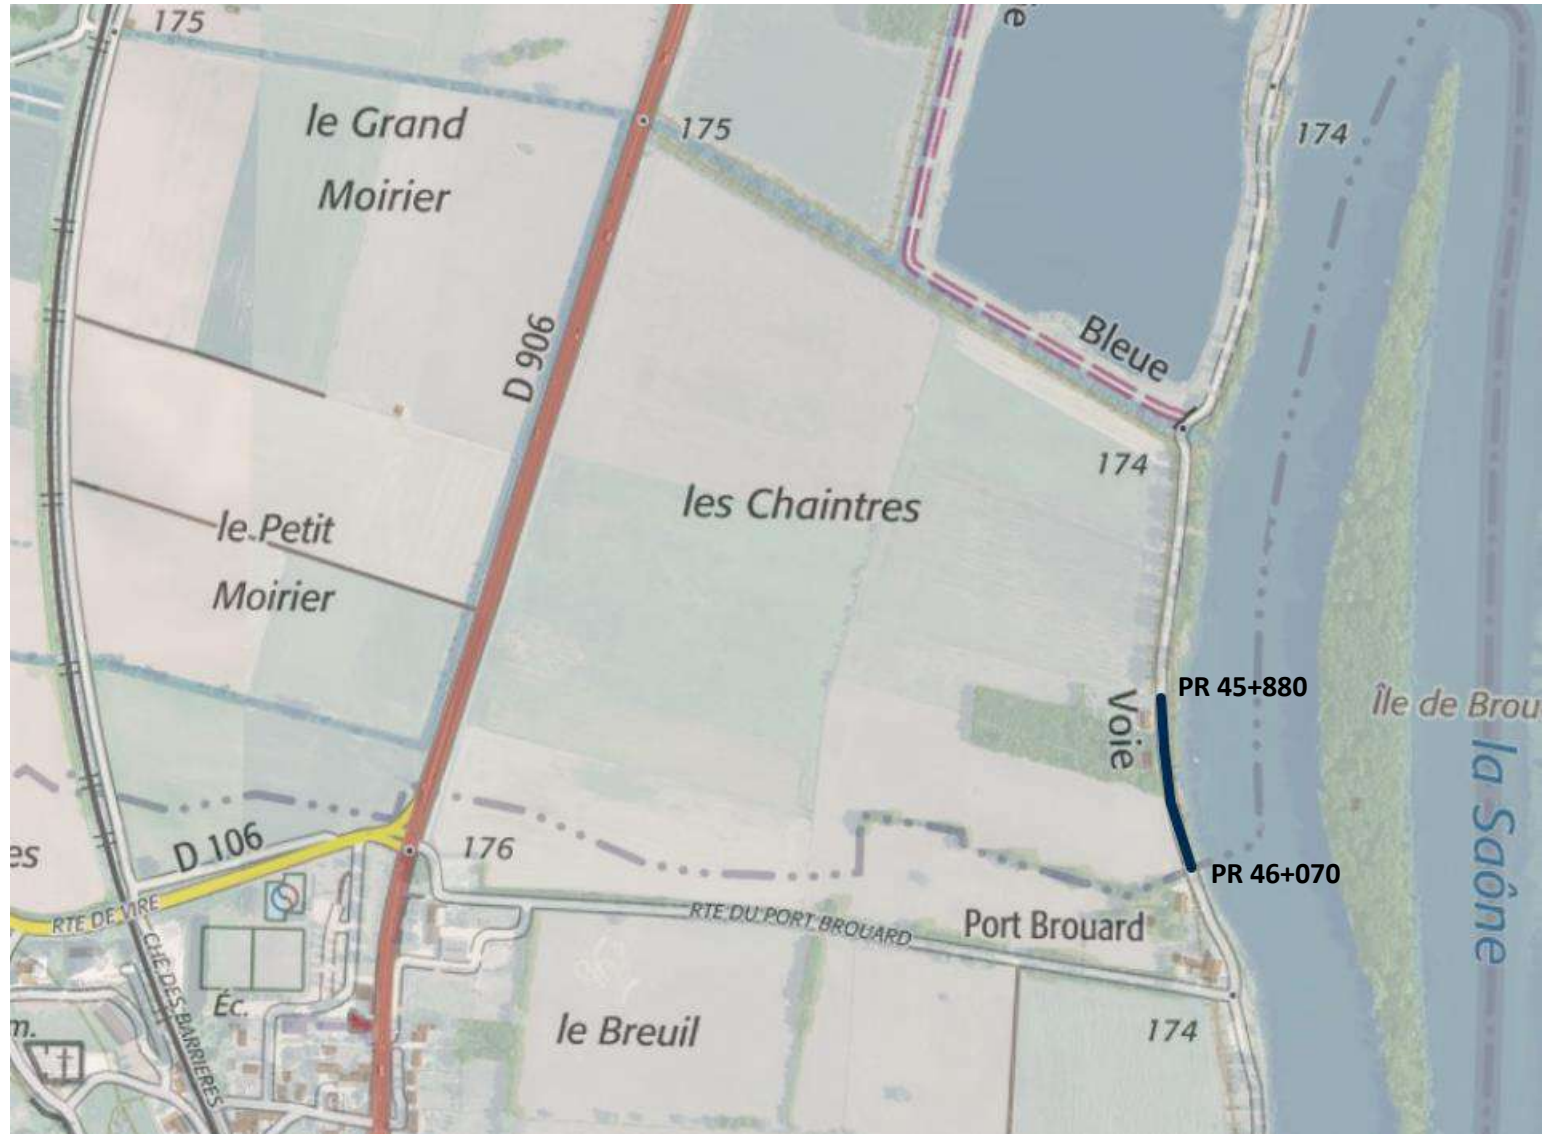 175
le Grand
Moirier
175
174
D 906
Bleue
174
les Chaintres
le Petit
Moirier
PR 45+880
Voie
Île de Brou
la Saône
D 106
176
PR 46+070
es
RTE DE VIRE
RTE DU PORT BROUARD
Port Brouard
CHE DES BARRIERES
Éc.
le Breuil
174
m.